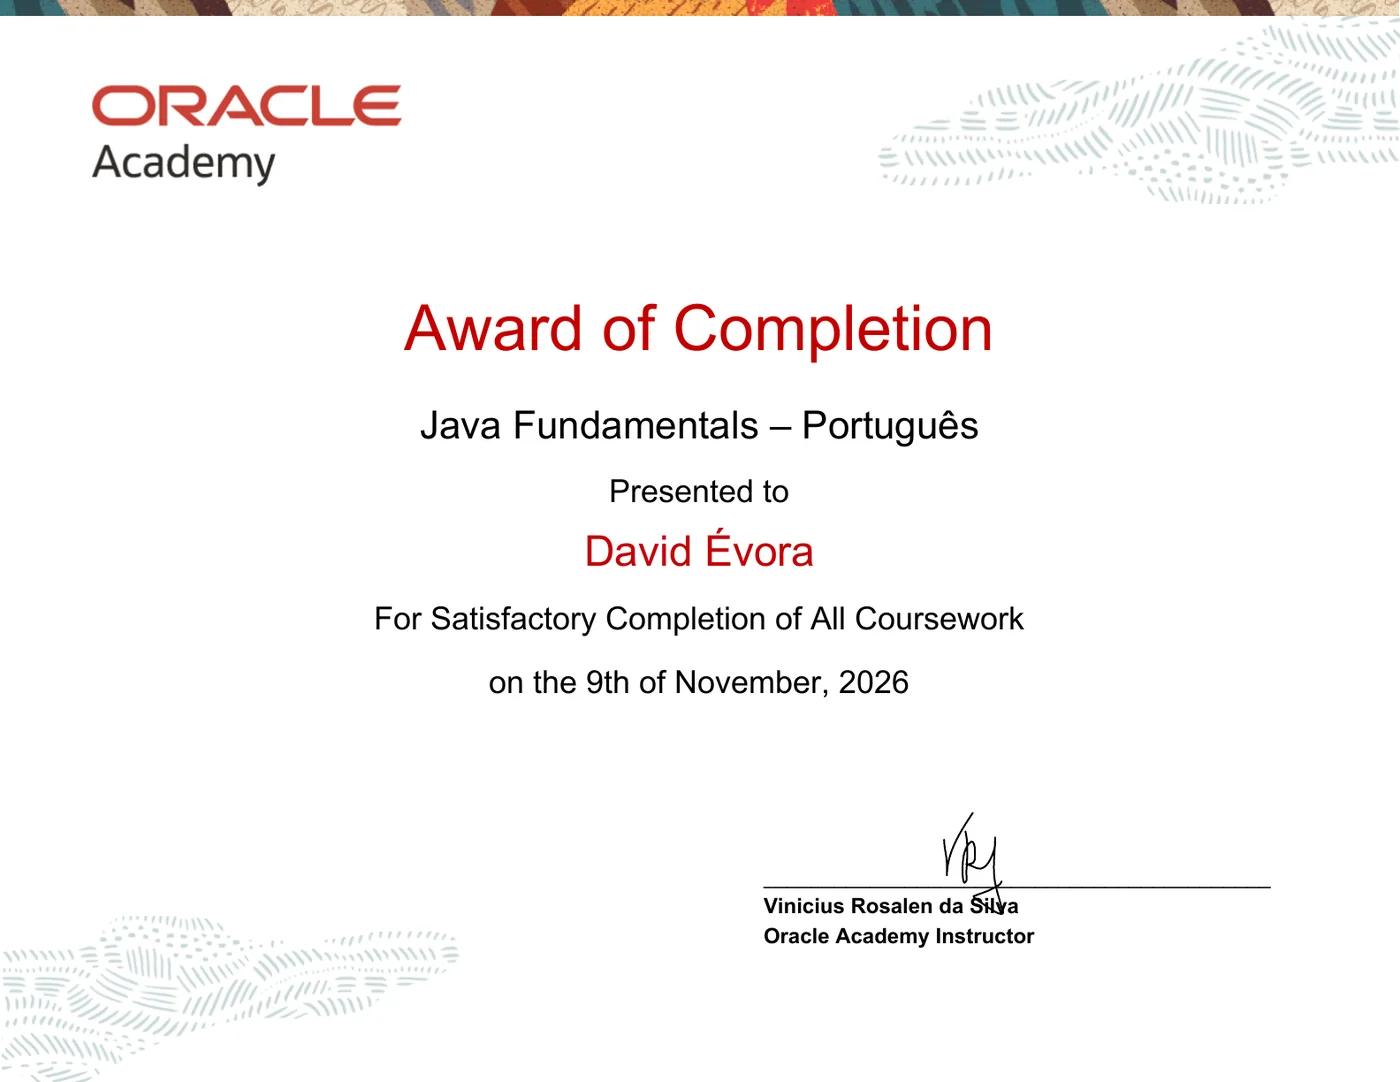 ORACLE
Academy
Award of Completion
Java Fundamentals – Português
Presented to
David Évora
For Satisfactory Completion of All Coursework
on the 9th of November, 2026
Vinicius Rosalen da Silva
Oracle Academy Instructor